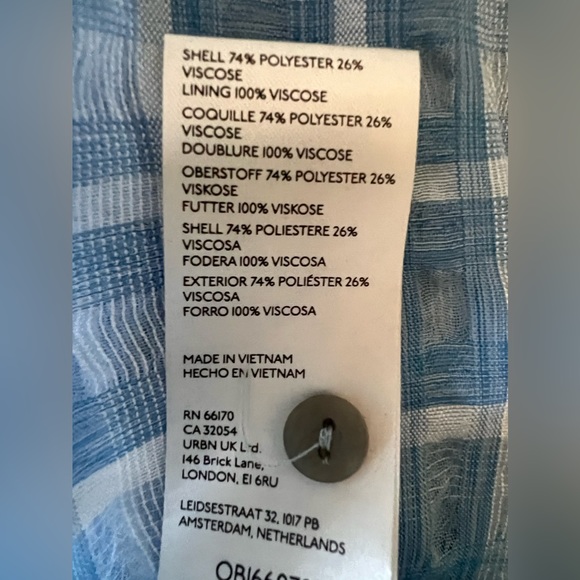 SHELL 74% POLYESTER 26%
VISCOSE
LINING 100% VISCOSE
COQUILLE 74% POLYESTER 26%
VISCOSE
DOUBLURE 100% VISCOSE
OBERSTOFF 74% POLYESTER 26%
VISKOSE
FUTTER 100% VISKOSE
SHELL 74% POLIESTERE 26%
VISCOSA
FODERA 100% VISCOSA
EXTERIOR 74% POLIÉSTER 26%
VISCOSA
FORRO 100% VISCOSA
MADE IN VIETNAM
HECHO EN VIETNAM
RN 66170
CA 32054
URBN UK Ltd.
146 Brick Lane,
LONDON, E1 6RU
LEIDSESTRAAT 32, 1017 PB
AMSTERDAM, NETHERLANDS